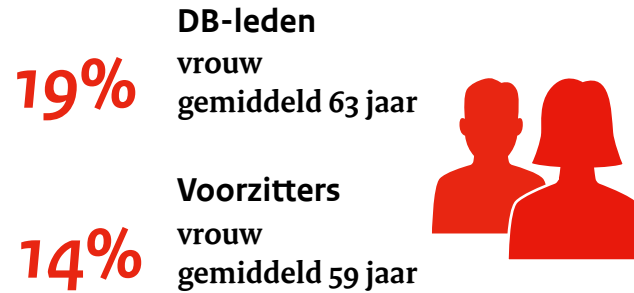 DB-leden
19% vrouw
gemiddeld 63 jaar
Voorzitters
14% vrouw
gemiddeld 59 jaar